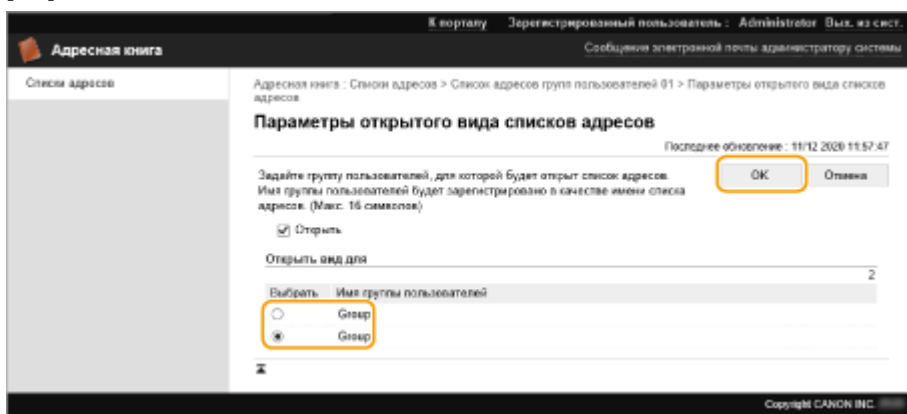 К порталу Зарегистрированный пользователь : Administrator Вых. из сист.
Адресная книга
Сообщение электронной почты администратору системы
Списки адресов
Адресная книга : Списки адресов > Список адресов групп пользователей 01 > Параметры открытого вида списков
адресов
Параметры открытого вида списков адресов
Последнее обновление : 11/12 2020 11:57:47
Задайте группу пользователей, для которой будет открыт список адресов.
Имя группы пользователей будет зарегистрировано в качестве имени списка
адресов. (Макс. 16 символов)
OK Отмена
Открыть
Открыть вид для
2
Выбрать Имя группы пользователей
Group
Group
Copyright CANON INC.